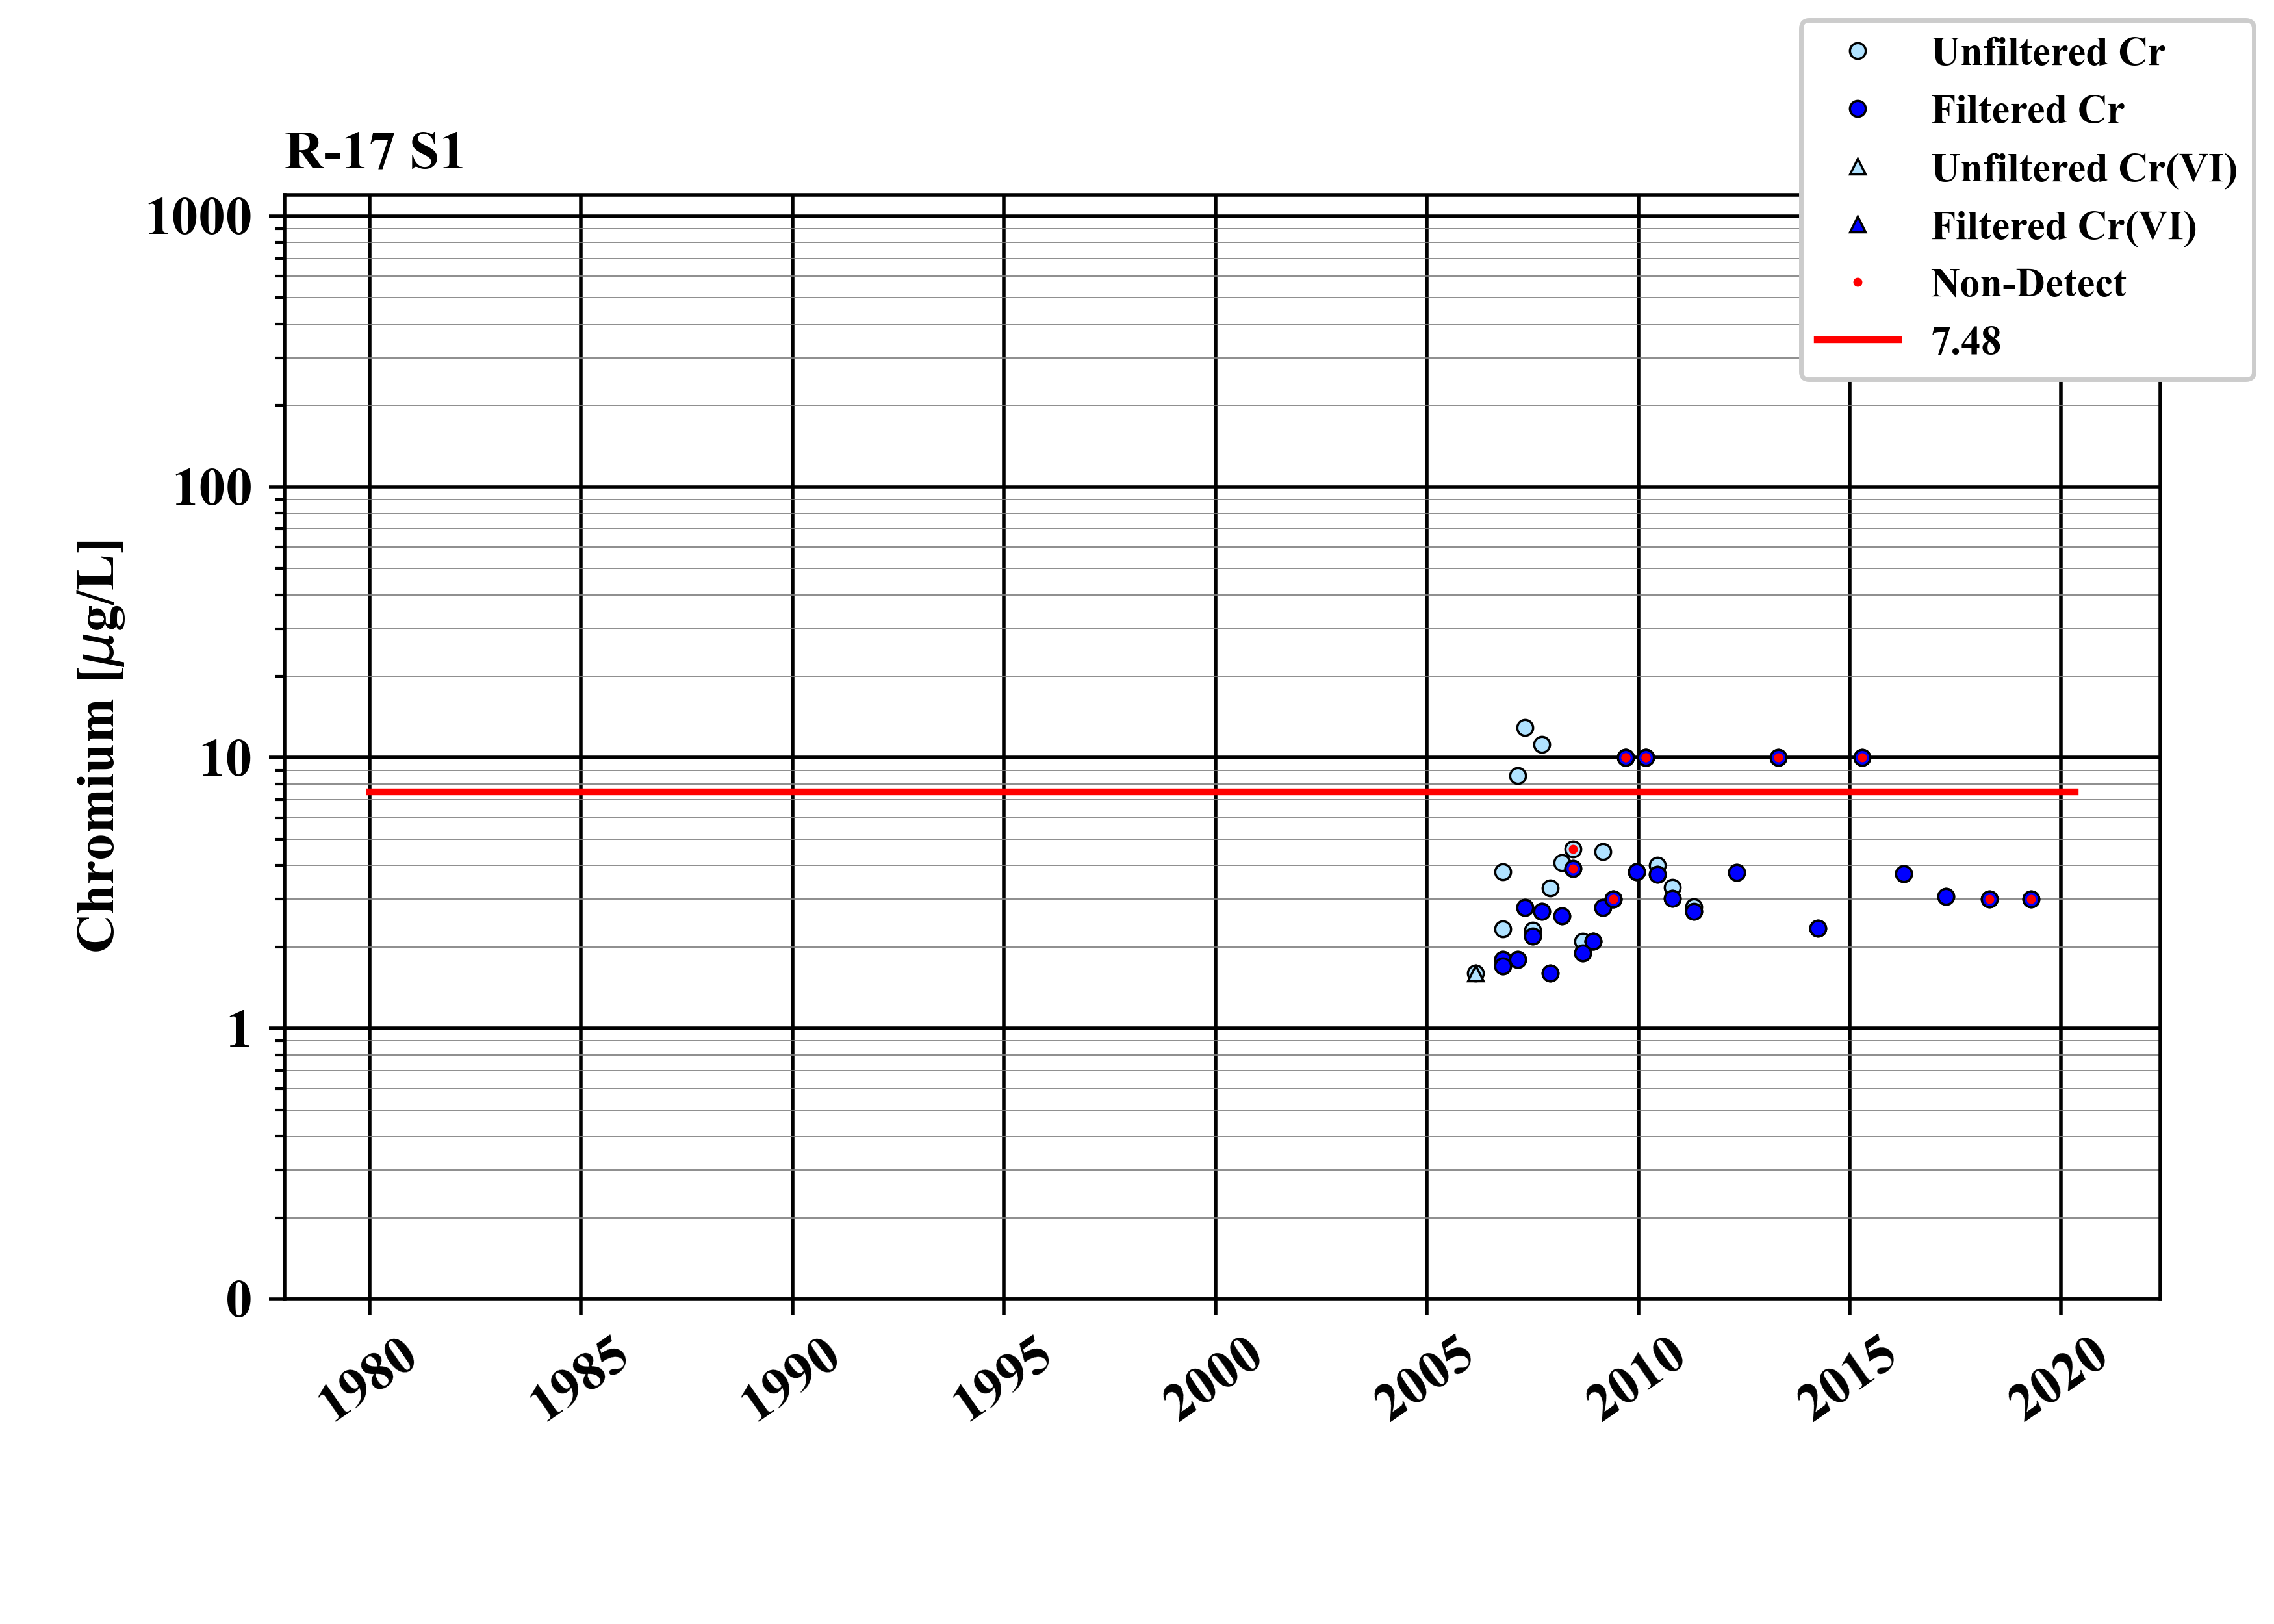 Unfiltered Cr
Filtered Cr
Unfiltered Cr(VI)
Filtered Cr(VI)
Non-Detect
7.48
R-17 S1
Chromium [μg/L]
1000
100
10
1
0
1980
1985
1990
1995
2000
2005
2010
2015
2020